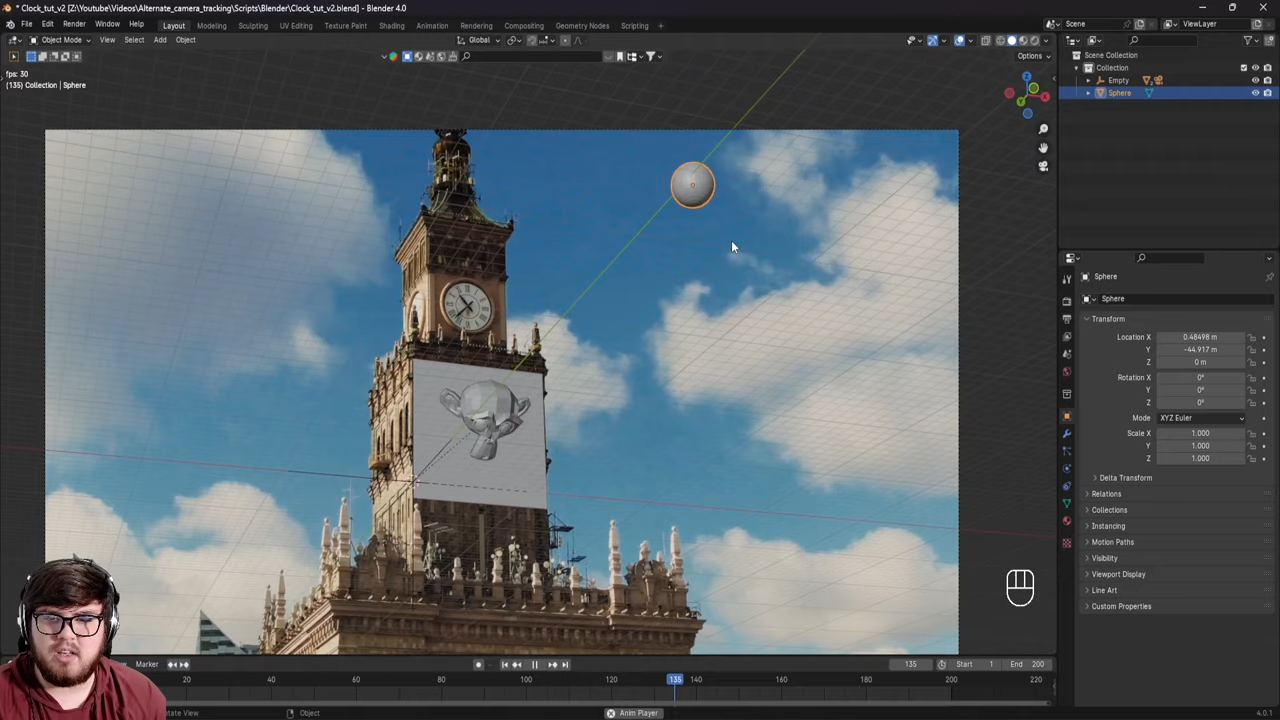 * Clock_tut_v2 [Z:\Youtube\Videos\Alternate_camera_tracking\Scripts\Blender\Clock_tut_v2.blend] - Blender 4.0
File Edit Render Window Help Layout Modeling Sculpting UV Editing Texture Paint Shading Animation Rendering Compositing Geometry Nodes Scripting + Scene ViewLayer
Object Mode View Select Add Object Global
Options
fps: 30
(135) Collection | Sphere
Scene Collection
Collection
Empty
Sphere
Sphere
Sphere
Transform
Location X 0.48498 m
Y -44.917 m
Z 0 m
Rotation X 0°
Y 0°
Z 0°
Mode XYZ Euler
Scale X 1.000
Y 1.000
Z 1.000
Delta Transform
Relations
Collections
Instancing
Motion Paths
Visibility
Viewport Display
Line Art
Custom Properties
Marker 135 Start 1 End 200
20 40 60 80 100 120 135 140 160 180 200 220
Rotate View Object Anim Player 4.0.1